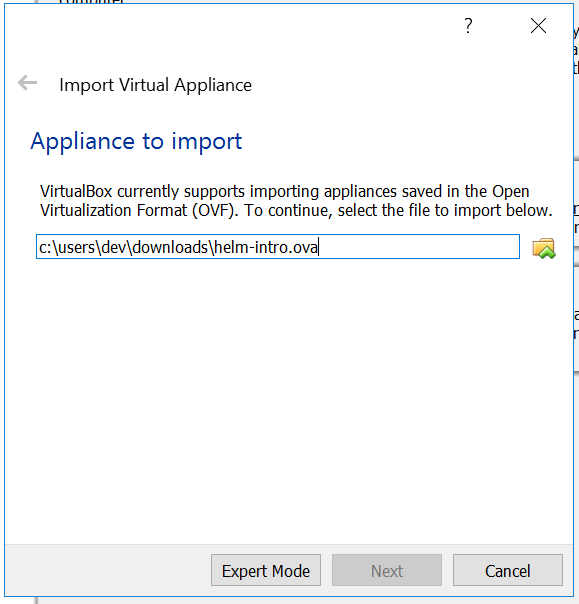 computer
?
Import Virtual Appliance
Appliance to import
VirtualBox currently supports importing appliances saved in the Open
Virtualization Format (OVF). To continue, select the file to import below.
c:\users\dev\downloads\helm-intro.ova
Expert Mode
Next
Cancel